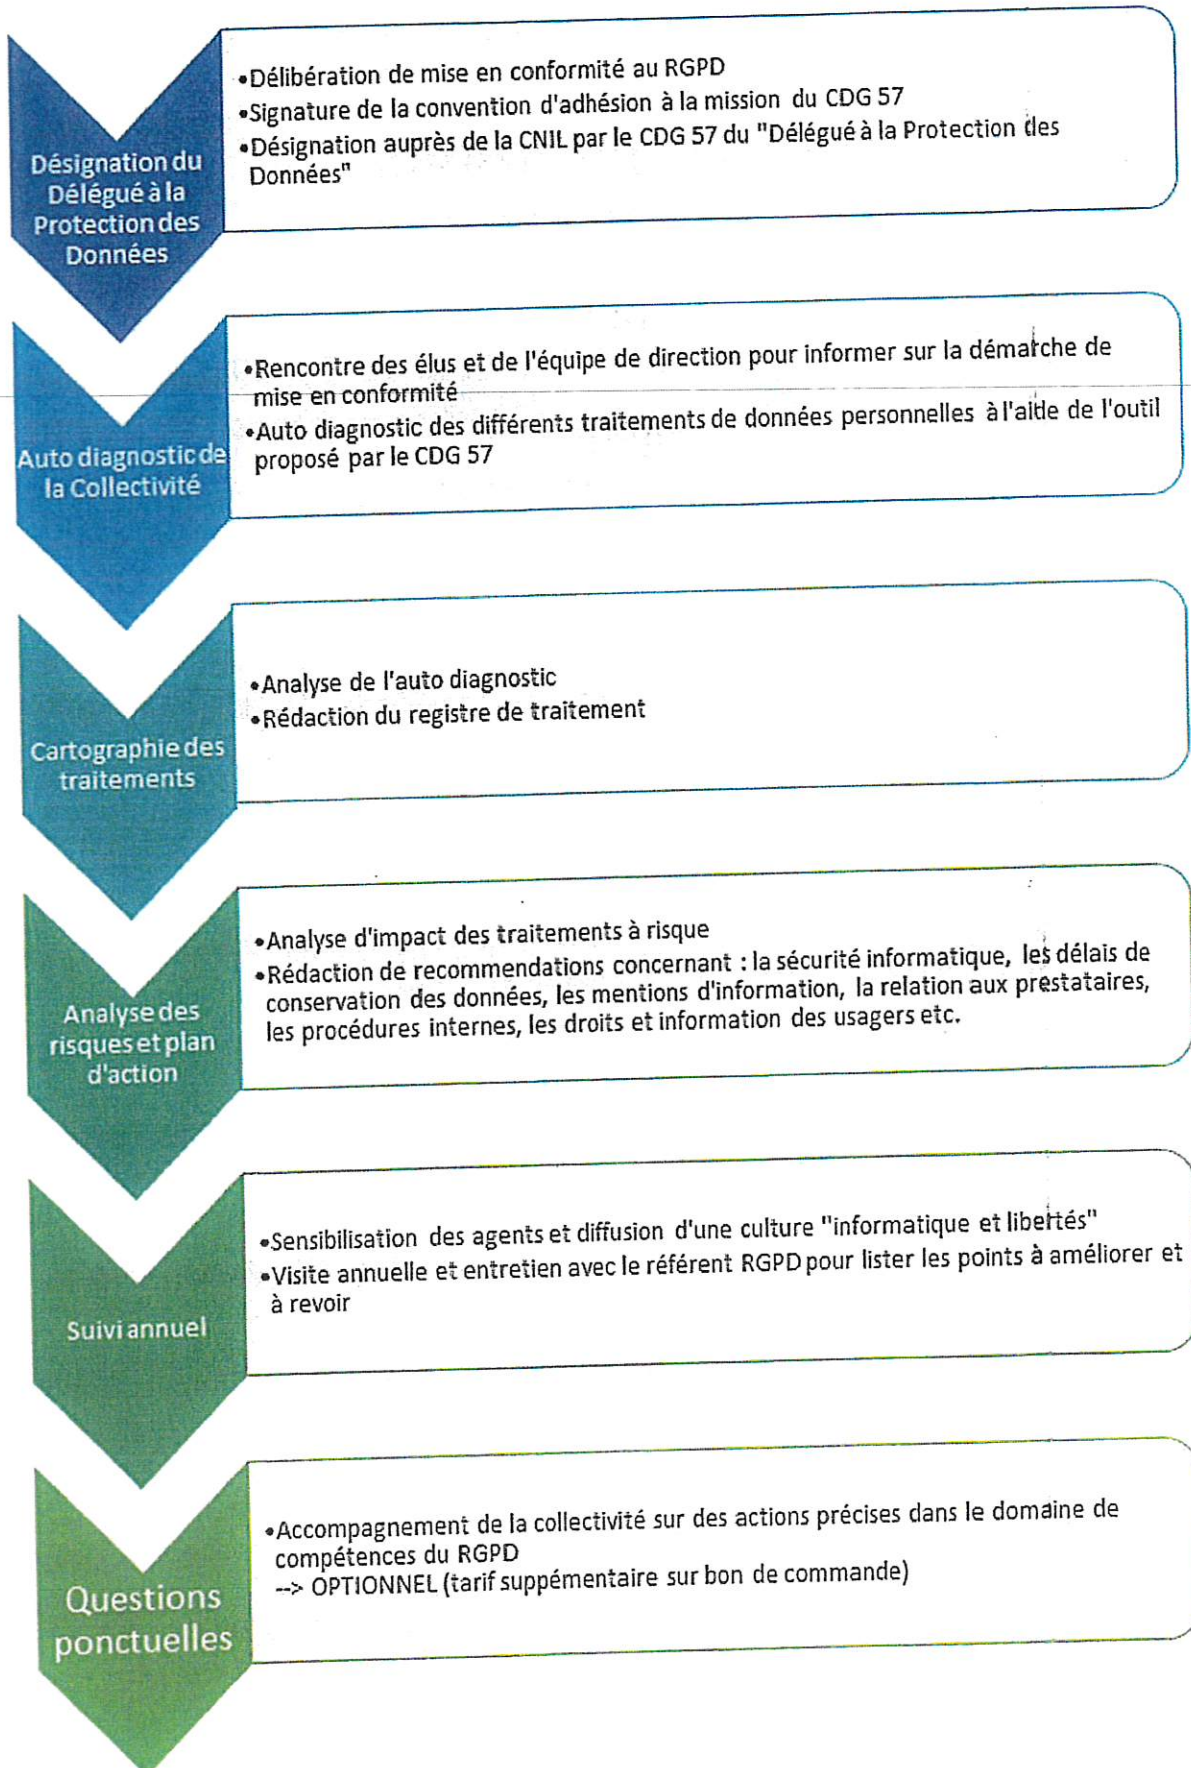 Désignation du
Délégué à la
Protection des
Données
•Délibération de mise en conformité au RGPD
•Signature de la convention d'adhésion à la mission du CDG 57
•Désignation auprès de la CNIL par le CDG 57 du "Délégué à la Protection des
Données"
Auto diagnostic de
la Collectivité
•Rencontre des élus et de l'équipe de direction pour informer sur la démarche de
mise en conformité
•Auto diagnostic des différents traitements de données personnelles à l'aide de l'outil
proposé par le CDG 57
Cartographie des
traitements
•Analyse de l'auto diagnostic
•Rédaction du registre de traitement
Analyse des
risques et plan
d'action
•Analyse d'impact des traitements à risque
•Rédaction de recommendations concernant : la sécurité informatique, les délais de
conservation des données, les mentions d'information, la relation aux préstataires,
les procédures internes, les droits et information des usagers etc.
Suivi annuel
•Sensibilisation des agents et diffusion d'une culture "informatique et libertés"
•Visite annuelle et entretien avec le référent RGPD pour lister les points à améliorer et
à revoir
Questions
ponctuelles
•Accompagnement de la collectivité sur des actions précises dans le domaine de
compétences du RGPD
--> OPTIONNEL (tarif suppémentaire sur bon de commande)